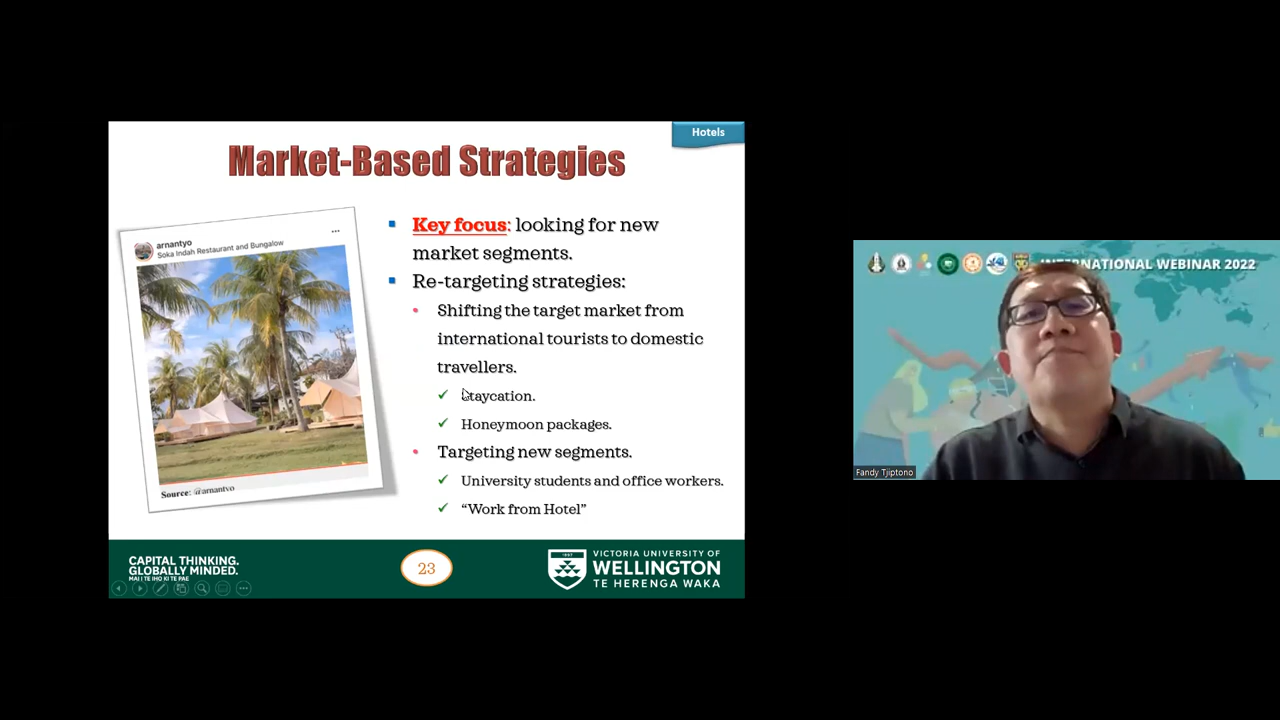 Hotels
Market-Based Strategies
arnantyo
Soka Indah Restaurant and Bungalow
Source: @arnantyo
Key focus: looking for new
market segments.
Re-targeting strategies:
Shifting the target market from
international tourists to domestic
travellers.
Staycation.
Honeymoon packages.
Targeting new segments.
University students and office workers.
“Work from Hotel”
CAPITAL THINKING.
GLOBALLY MINDED.
MAI I TE IHO KI TE PAE
23
1897
VICTORIA UNIVERSITY OF
WELLINGTON
TE HERENGA WAKA
INTERNATIONAL WEBINAR 2022
Fandy Tjiptono